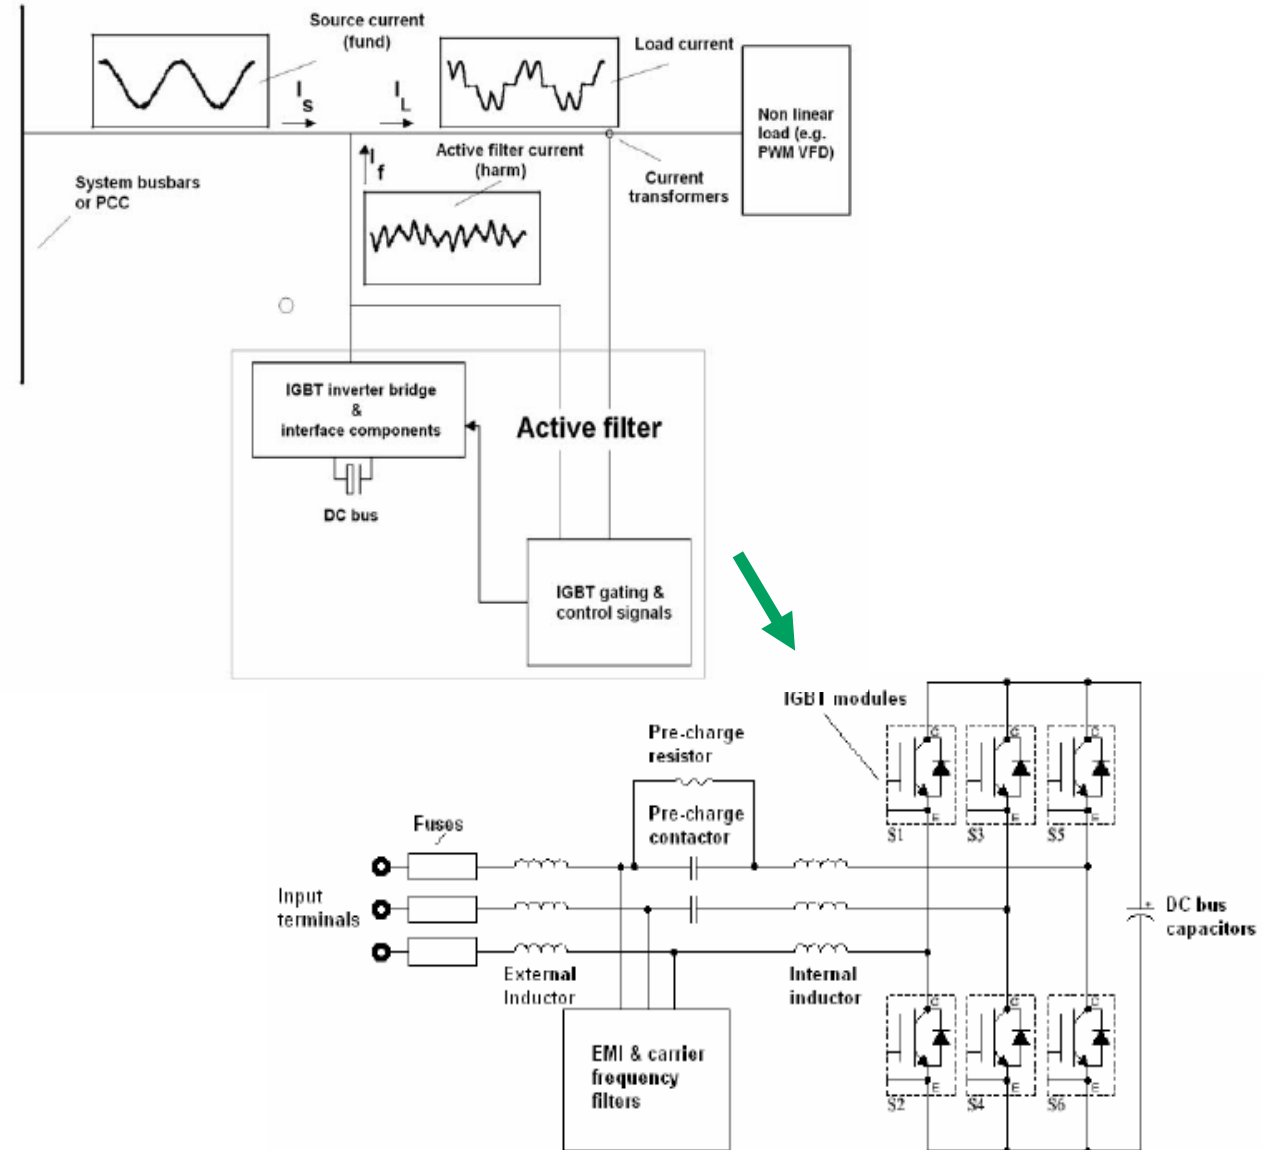 Source current
(fund)
Load current
I
S
I
L
Non linear
load (e.g.
PWM VFD)
I
f
Active filter current
(harm)
Current
transformers
System busbars
or PCC
IGBT inverter bridge
&
interface components
Active filter
DC bus
IGBT gating &
control signals
IGBT modules
Pre-charge
resistor
Pre-charge
contactor
Fuses
Input
terminals
External
Inductor
Internal
inductor
EMI & carrier
frequency
filters
C
C
C
E
E
E
S1
S3
S5
+
DC bus
capacitors
C
C
C
E
E
E
S2
S4
S6